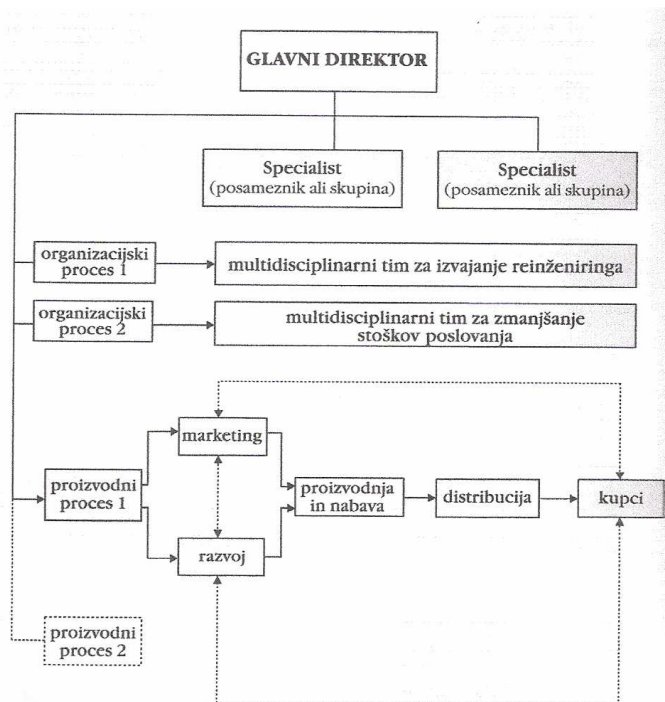 GLAVNI DIREKTOR
Specialist
(posameznik ali skupina)
Specialist
(posameznik ali skupina)
organizacijski
proces 1
multidisciplinarni tim za izvajanje reinženiringa
organizacijski
proces 2
multidisciplinarni tim za zmanjšanje
stoškov poslovanja
marketing
proizvodni
proces 1
proizvodnja
in nabava
distribucija
kupci
razvoj
proizvodni
proces 2